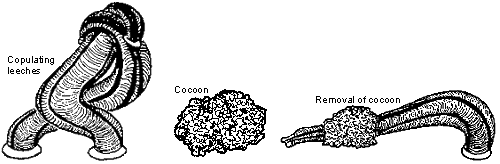 Copulating
leeches
Cocoon
Removal of cocoon